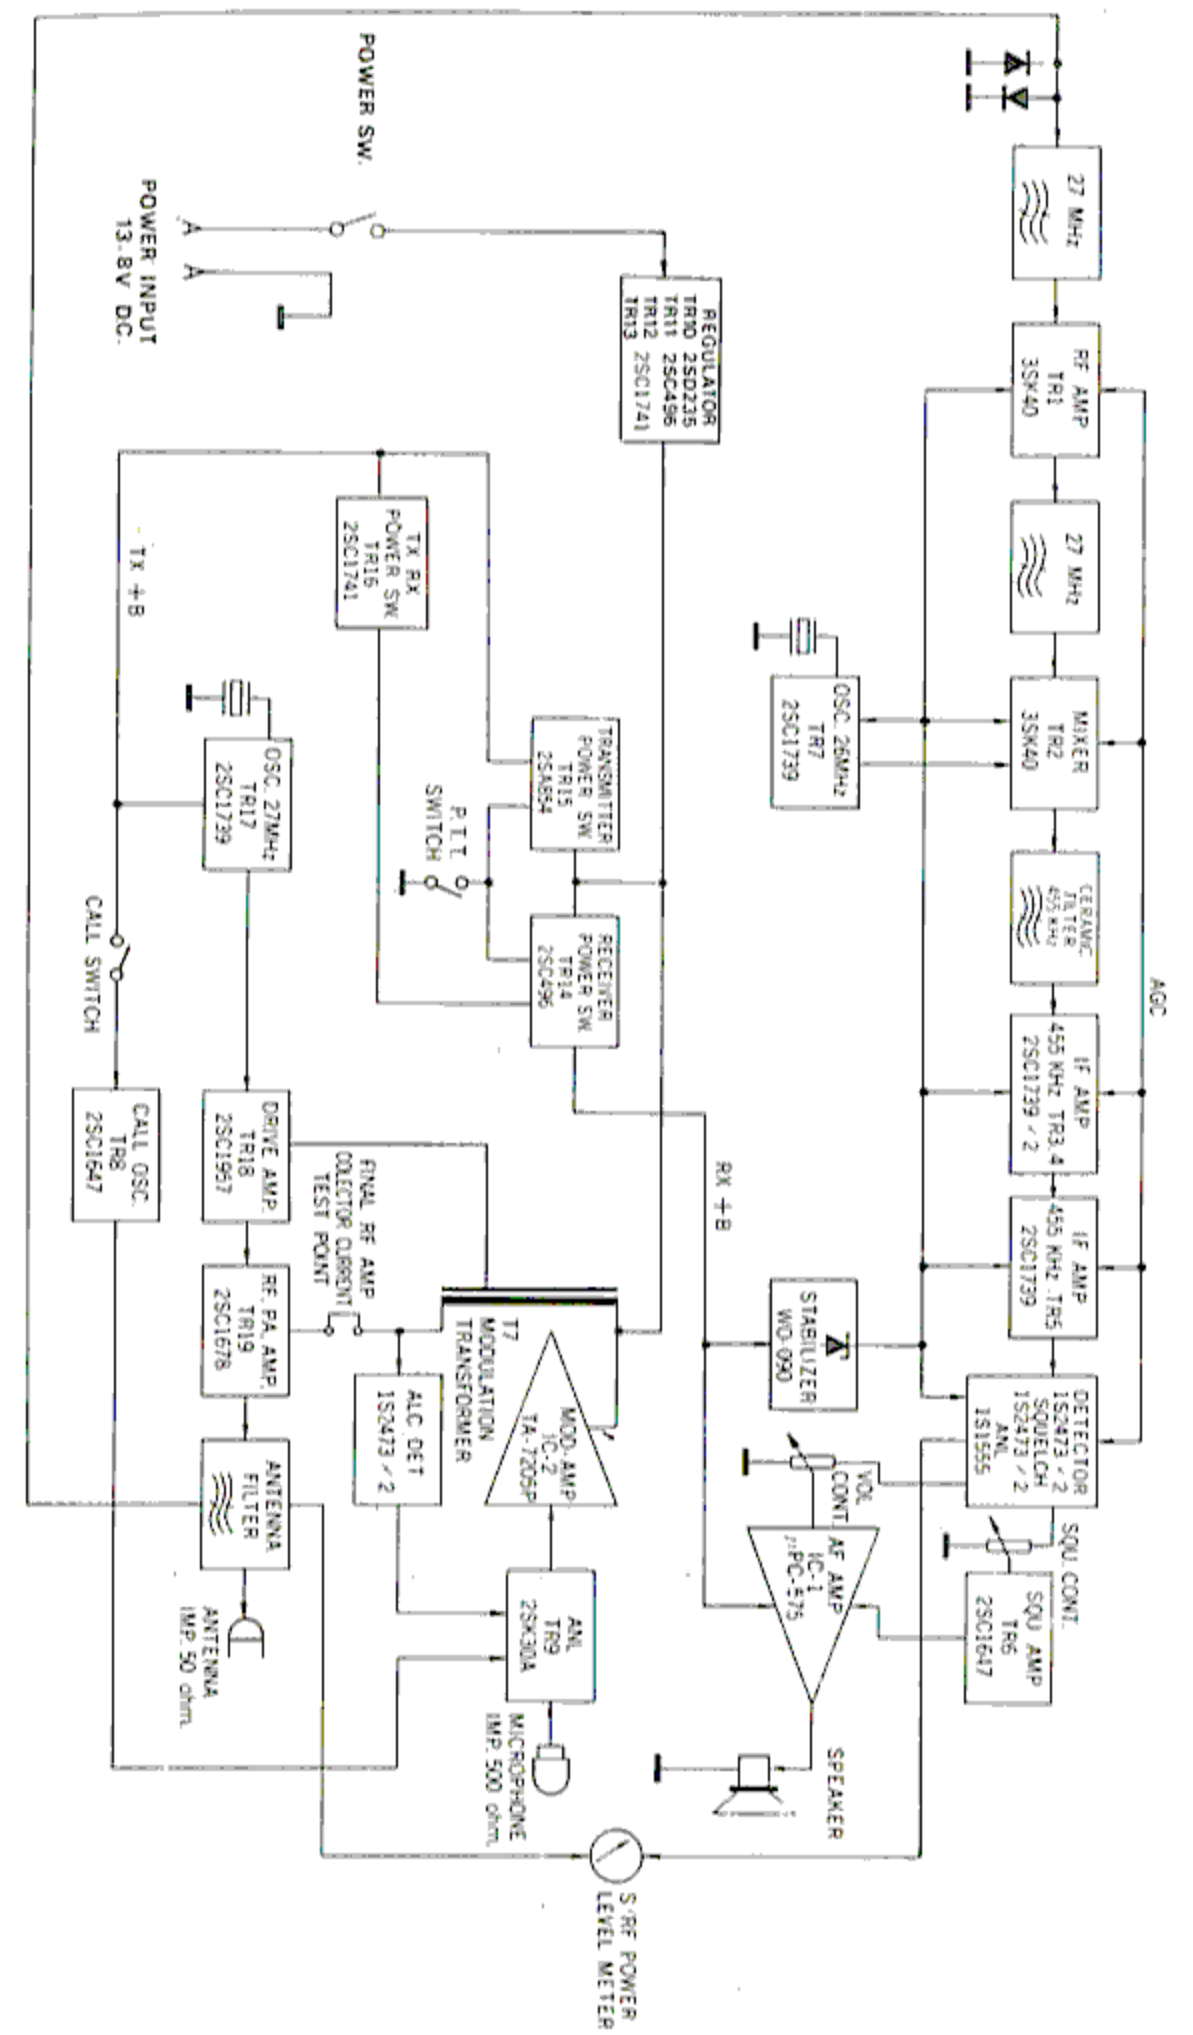 27 MHz
RF AMP
TR1
3SK40
27 MHz
MIXER
TR2
3SK40
CERAMIC
FILTER
455 KHz
AGC
IF AMP
455 KHz TR3.4
2SC1739 / 2
IF AMP
455 KHz TR5
2SC1739
DETECTOR
1S2473 / 2
SQUELCH
1S2473 / 2
ANL
1S1555
SQU CONT.
SQU AMP
TR6
2SC1647
OSC. 26MHz
TR7
2SC1739
RX +B
STABILIZER
WD-090
VOL
CONT.
AF AMP
IC-1
μPC-575
SPEAKER
S/RF POWER
LEVEL METER
POWER SW.
POWER INPUT
13.8V DC.
REGULATOR
TR10 2SD235
TR11 2SC496
TR12
TR13 2SC1741
TX RX
POWER SW.
TR16
2SC1741
TRANSMITTER
POWER SW.
TR15
2SA854
P.T.T.
SWITCH
RECEIVER
POWER SW.
TR14
2SC496
T7
MODULATION
TRANSFORMER
MOD-AMP
IC-2
TA-7205P
ANL
TR9
2SK30A
MICROPHONE
IMP. 500 ohm.
TX +B
OSC. 27MHz
TR17
2SC1739
CALL SWITCH
CALL OSC.
TR8
2SC1647
DRIVE AMP.
TR18
2SC1957
FINAL RF AMP
COLECTOR CURRENT
TEST POINT
RF. PA. AMP.
TR19
2SC1678
ALC DET
1S2473 / 2
ANTENNA
FILTER
ANTENNA
IMP. 50 ohm.